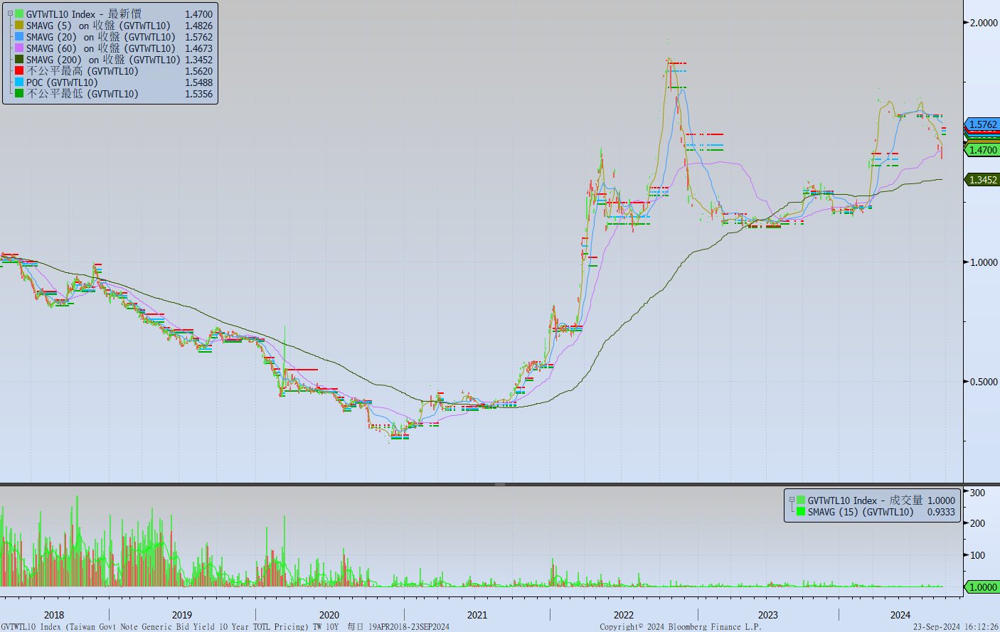 GVTWTL10 Index - 最新價 1.4700
SMAVG (5) on 收盤 (GVTWTL10) 1.4826
SMAVG (20) on 收盤 (GVTWTL10) 1.5762
SMAVG (60) on 收盤 (GVTWTL10) 1.4673
SMAVG (200) on 收盤 (GVTWTL10) 1.3452
不公平最高 (GVTWTL10) 1.5620
POC (GVTWTL10) 1.5488
不公平最低 (GVTWTL10) 1.5356
2.0000
1.5762
1.4700
1.3452
1.0000
0.5000
GVTWTL10 Index - 成交量 1.0000
SMAVG (15) (GVTWTL10) 0.9333
300
200
100
1.0000
2018 2019 2020 2021 2022 2023 2024
GVTWTL10 Index (Taiwan Govt Note Generic Bid Yield 10 Year TOTL Pricing) TW 10Y 每日 19APR2018-23SEP2024
Copyright© 2024 Bloomberg Finance L.P.
23-Sep-2024 16:12:26